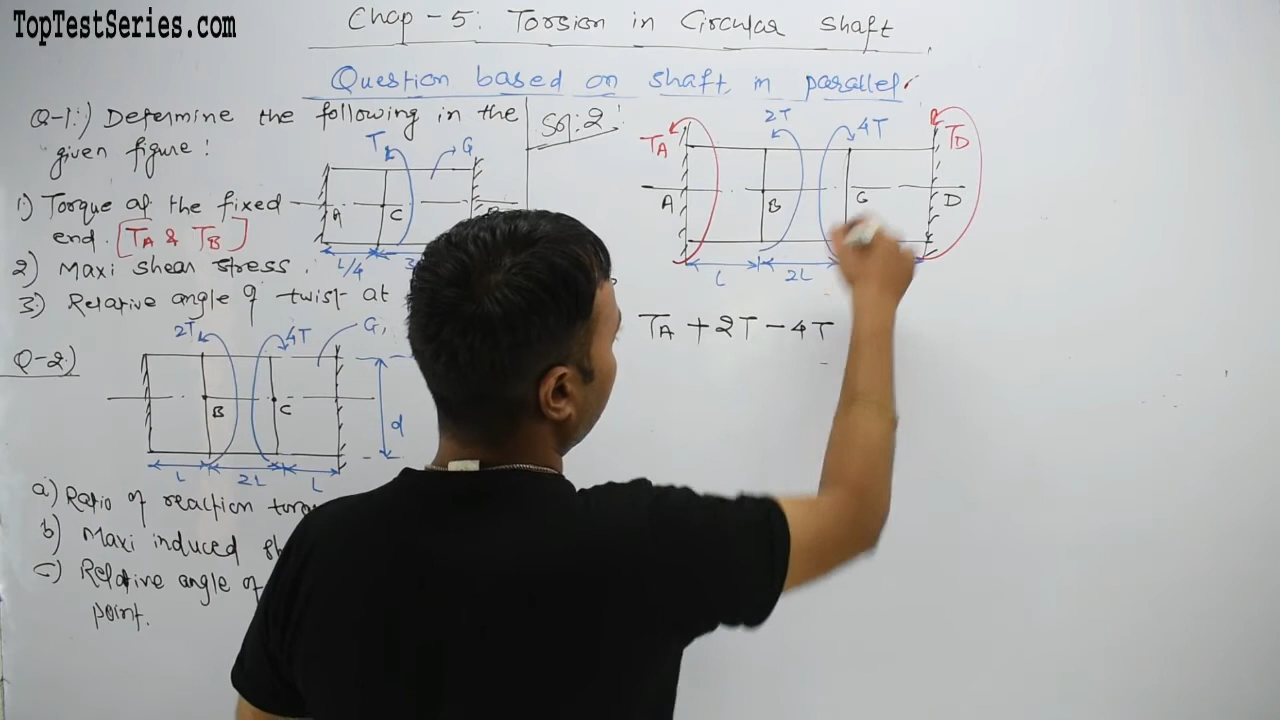 TopTestSeries.com
Chap - 5: Torsion in Circular shaft
Question based on shaft in parallel
Q-1:) Determine the following in the
given figure:
1) Torque at the fixed
end. [TA & TB]
2) Maxi shear stress.
3:) Relative angle of twist at
T
G
A
C
L/4
Q-2:)
2T
4T
G,
B
C
d
L
2L
L
a) Ratio of reaction
b) Maxi induced
c) Relative angle of
point.
Sol:2:
TA
2T
4T
TD
A
B
D
L
2L
TA + 2T - 4T